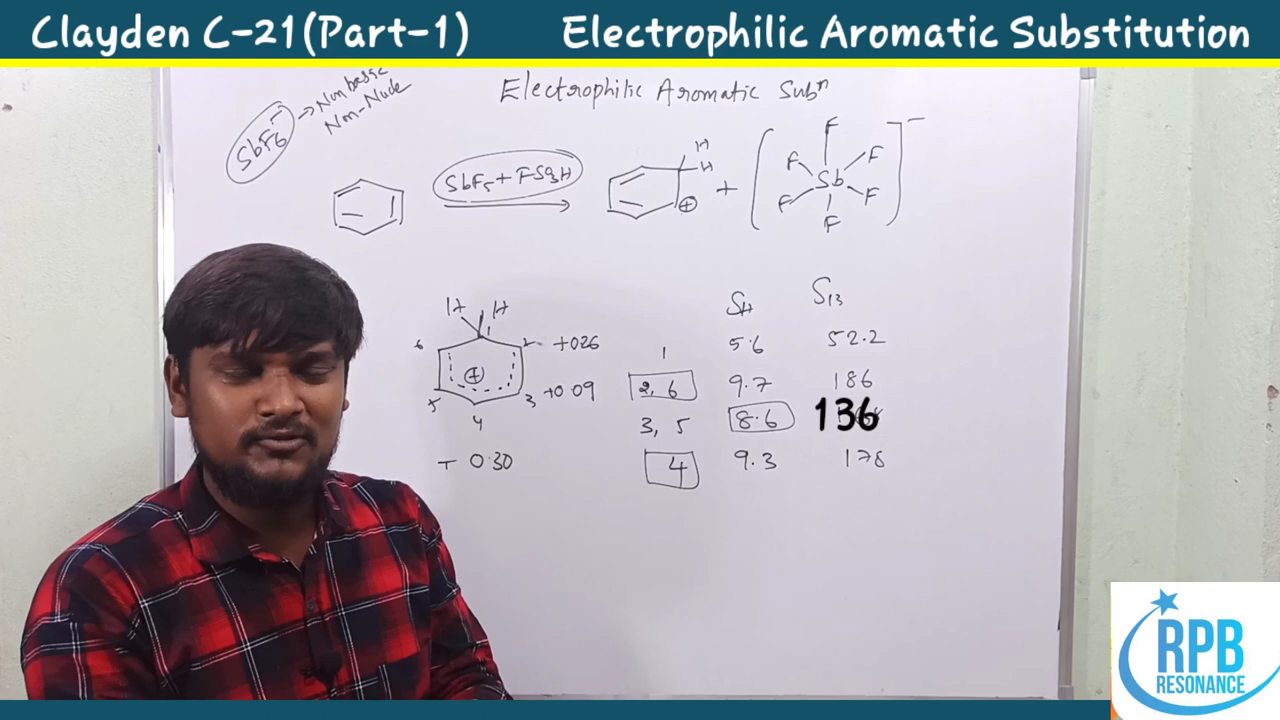 Clayden C-21(Part-1) Electrophilic Aromatic Substitution
Electrophilic Aromatic Subⁿ
SbF6⁻ → Non basic
Non-Nucle
SbF5 + FSO3H
H
H
⊕ +
F
F F
Sb
F F
F
−
H H
1
6 2 +026
⊕
5 3 +0.09
4
+ 0.30
δH δ13
1 5.6 52.2
2, 6 9.7 186
3, 5 8.6 136
4 9.3 178
RPB
RESONANCE